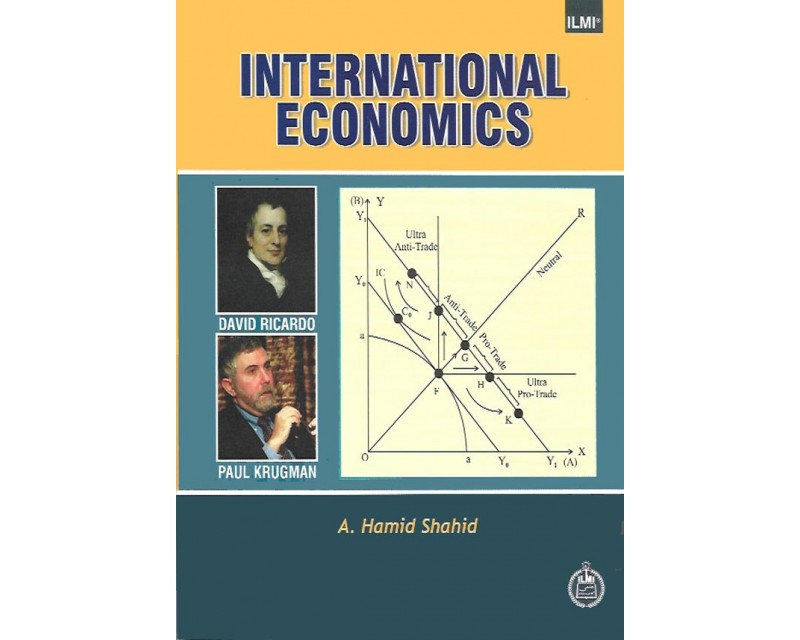 ILMI®
INTERNATIONAL
ECONOMICS
DAVID RICARDO
PAUL KRUGMAN
(B) Y
Y₁
R
Ultra
Anti-Trade
Neutral
IC
N
Y₀
C₀
J
Anti-Trade
Pro-Trade
a
G
F
H
Ultra
Pro-Trade
K
O
a
Y₀
Y₁
(A)
X
A. Hamid Shahid
ILMI